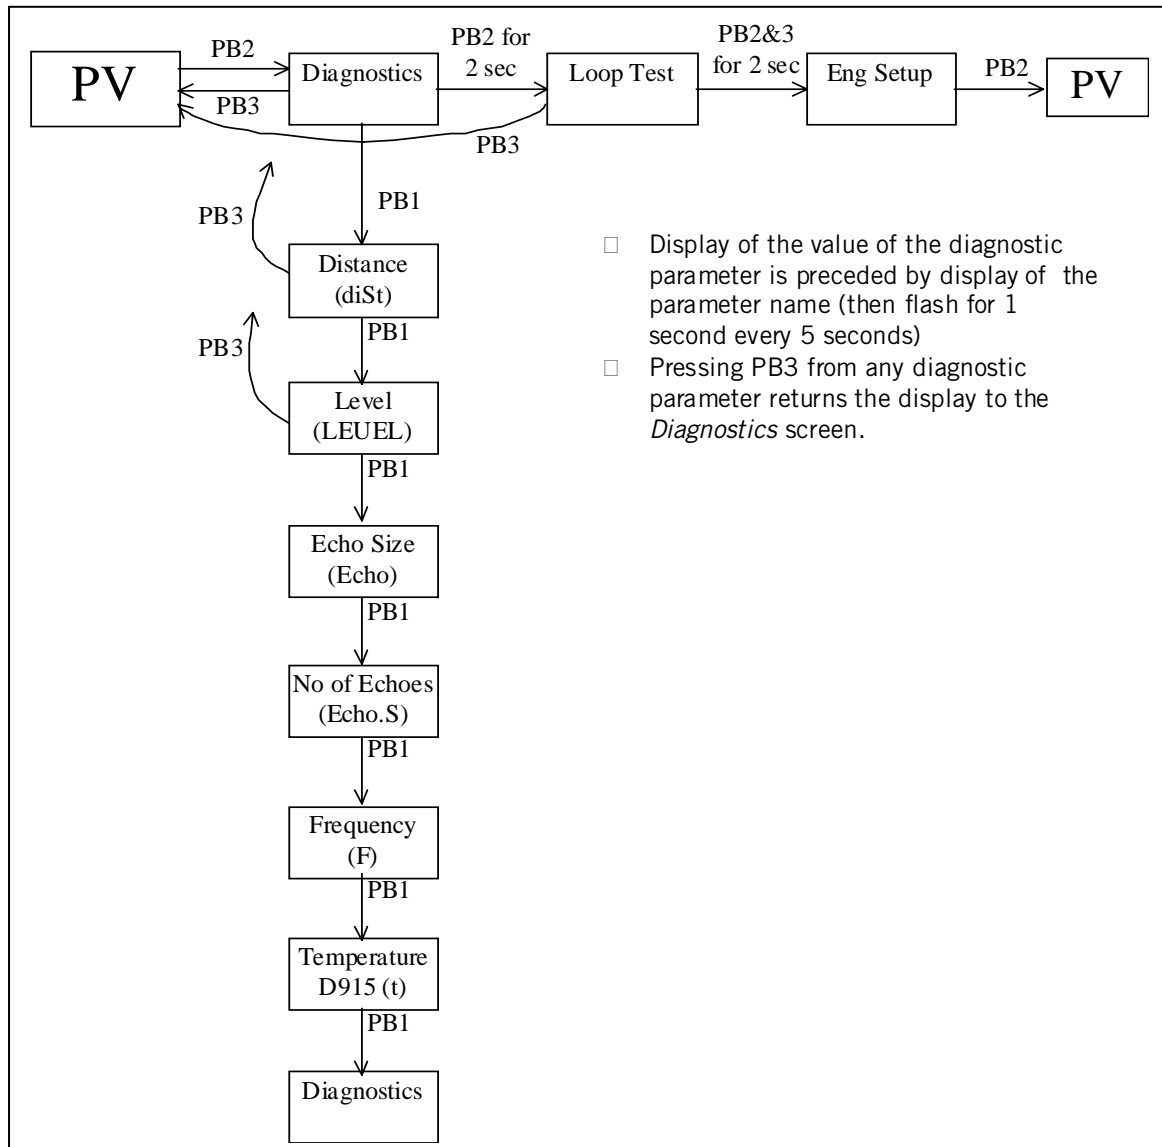 PV
PB2
PB3
Diagnostics
PB2 for
2 sec
Loop Test
PB3
PB2&3
for 2 sec
Eng Setup
PB2
PV
PB1
PB3
Distance
(diSt)
PB1
PB3
Level
(LEUEL)
PB1
Echo Size
(Echo)
PB1
No of Echoes
(Echo.S)
PB1
Frequency
(F)
PB1
Temperature
D915 (t)
PB1
Diagnostics
Display of the value of the diagnostic
parameter is preceded by display of the
parameter name (then flash for 1
second every 5 seconds)
Pressing PB3 from any diagnostic
parameter returns the display to the
Diagnostics screen.